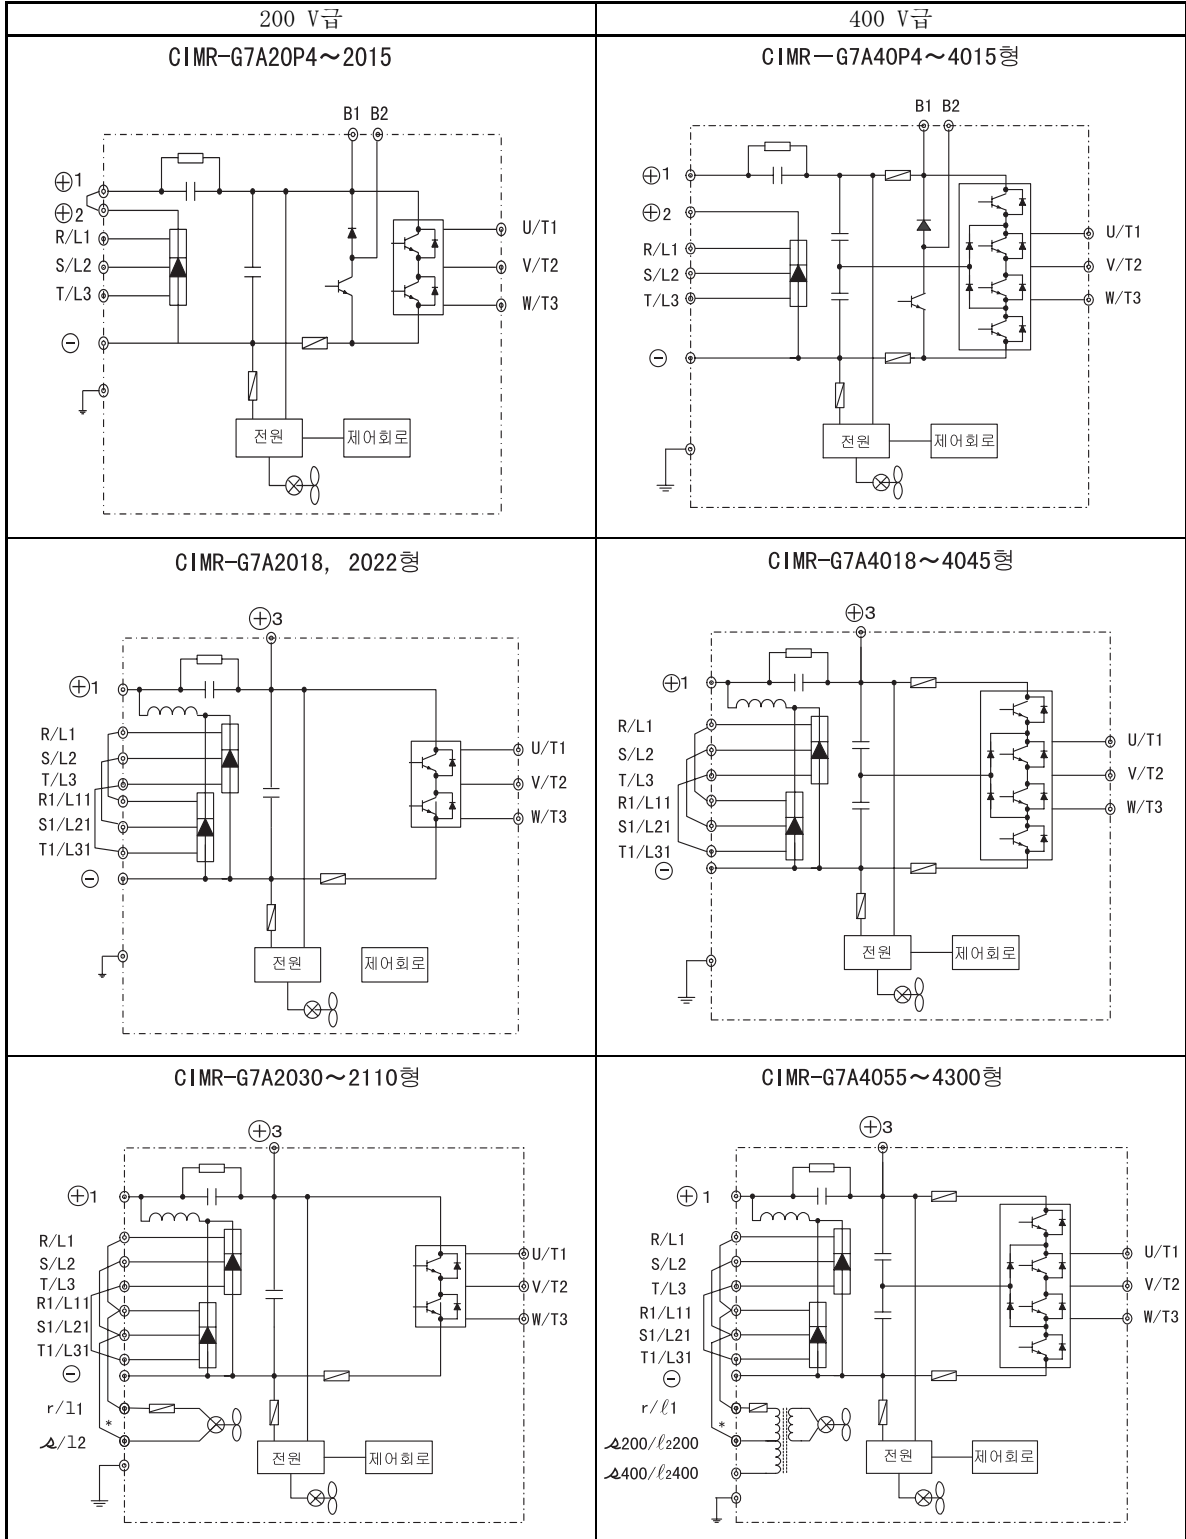 200 V급
400 V급
CIMR-G7A20P4～2015
B1 B2
⊕1
⊕2
R/L1
S/L2
T/L3
⊖
U/T1
V/T2
W/T3
전원
제어회로
CIMR－G7A40P4～4015형
B1 B2
⊕1
⊕2
R/L1
S/L2
T/L3
⊖
U/T1
V/T2
W/T3
전원
제어회로
CIMR-G7A2018, 2022형
⊕3
⊕1
R/L1
S/L2
T/L3
R1/L11
S1/L21
T1/L31
⊖
U/T1
V/T2
W/T3
전원
제어회로
CIMR-G7A4018～4045형
⊕3
⊕1
R/L1
S/L2
T/L3
R1/L11
S1/L21
T1/L31
⊖
U/T1
V/T2
W/T3
전원
제어회로
CIMR-G7A2030～2110형
⊕3
⊕1
R/L1
S/L2
T/L3
R1/L11
S1/L21
T1/L31
⊖
r/l1
*
s/l2
U/T1
V/T2
W/T3
전원
제어회로
CIMR-G7A4055～4300형
⊕3
⊕1
R/L1
S/L2
T/L3
R1/L11
S1/L21
T1/L31
⊖
r/ℓ1
*
s200/ℓ2200
s400/ℓ2400
U/T1
V/T2
W/T3
전원
제어회로